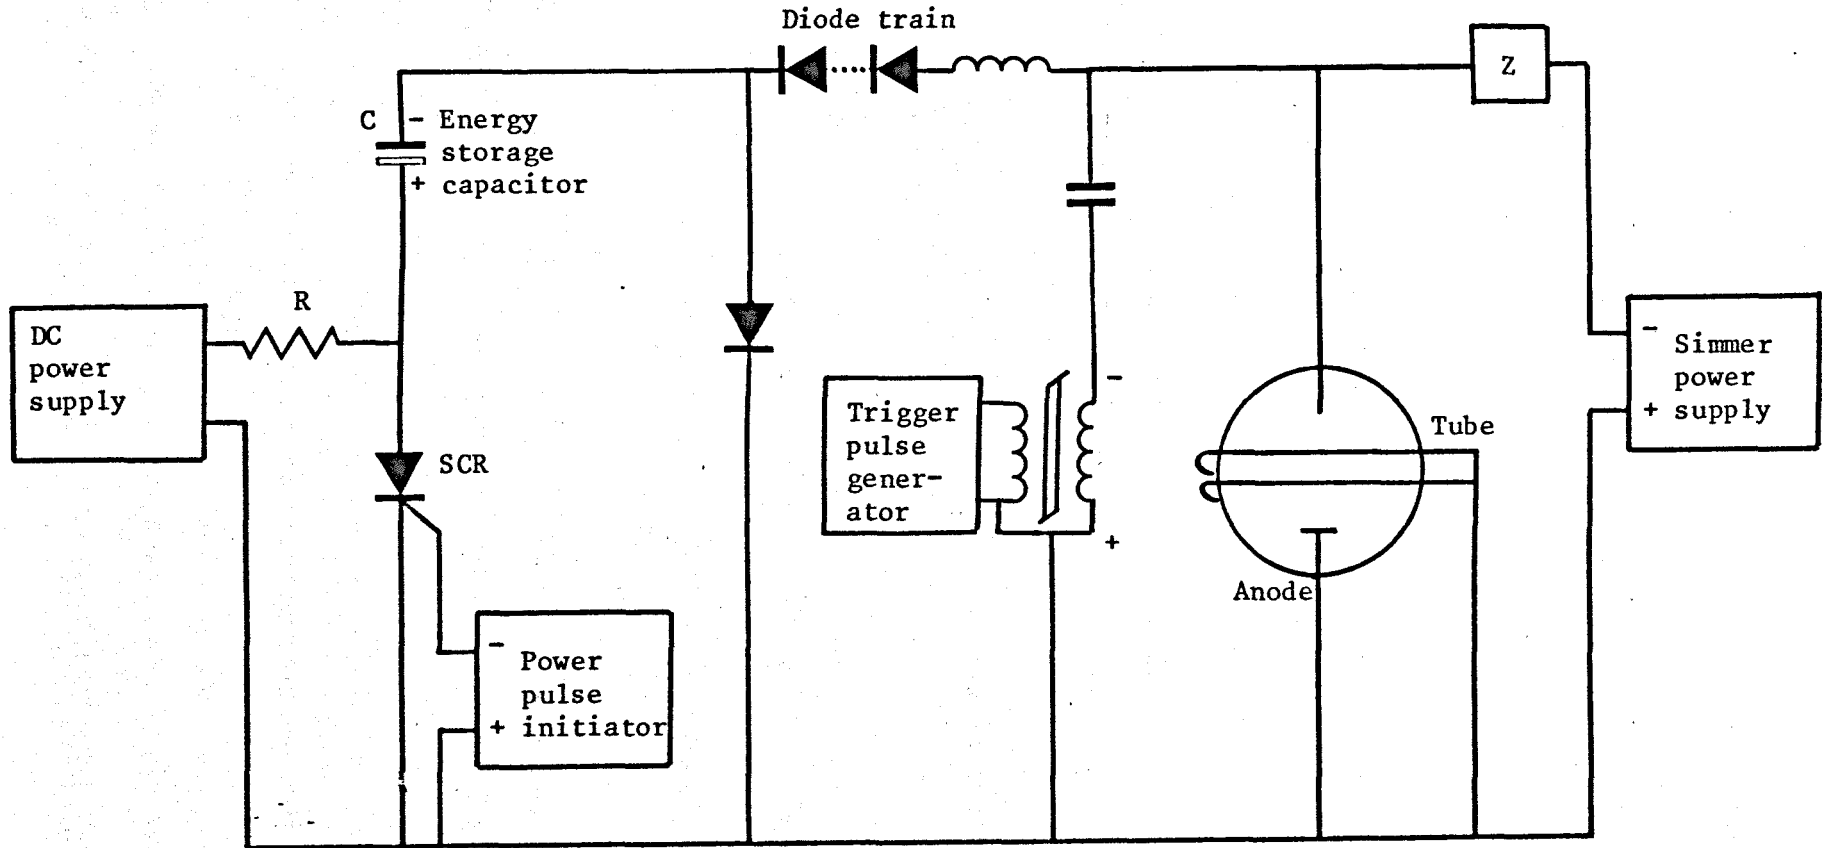 Diode train
Z
C
- Energy
storage
+ capacitor
R
DC
power
supply
SCR
Trigger
pulse
gener-
ator
-
+
Tube
Anode
- Simmer
power
+ supply
- Power
pulse
+ initiator